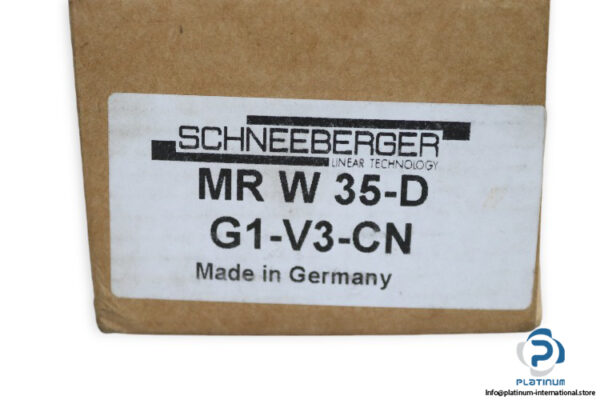 SCHNEEBERGER
LINEAR TECHNOLOGY
MR W 35-D
G1-V3-CN
Made in Germany
PLATINUM
Info@platinum-international.store